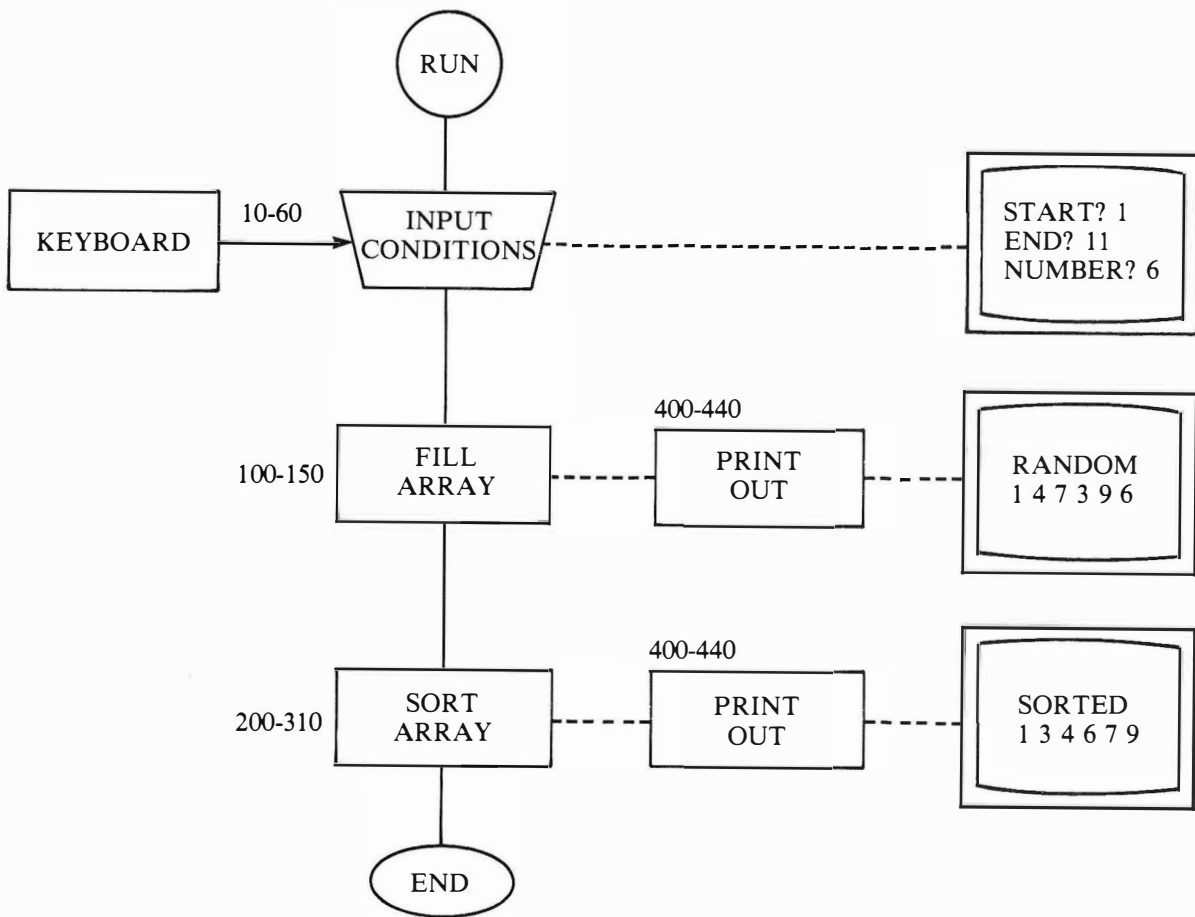 RUN
10-60
KEYBOARD
INPUT
CONDITIONS
START? 1
END? 11
NUMBER? 6
400-440
100-150
FILL
ARRAY
PRINT
OUT
RANDOM
1 4 7 3 9 6
400-440
200-310
SORT
ARRAY
PRINT
OUT
SORTED
1 3 4 6 7 9
END